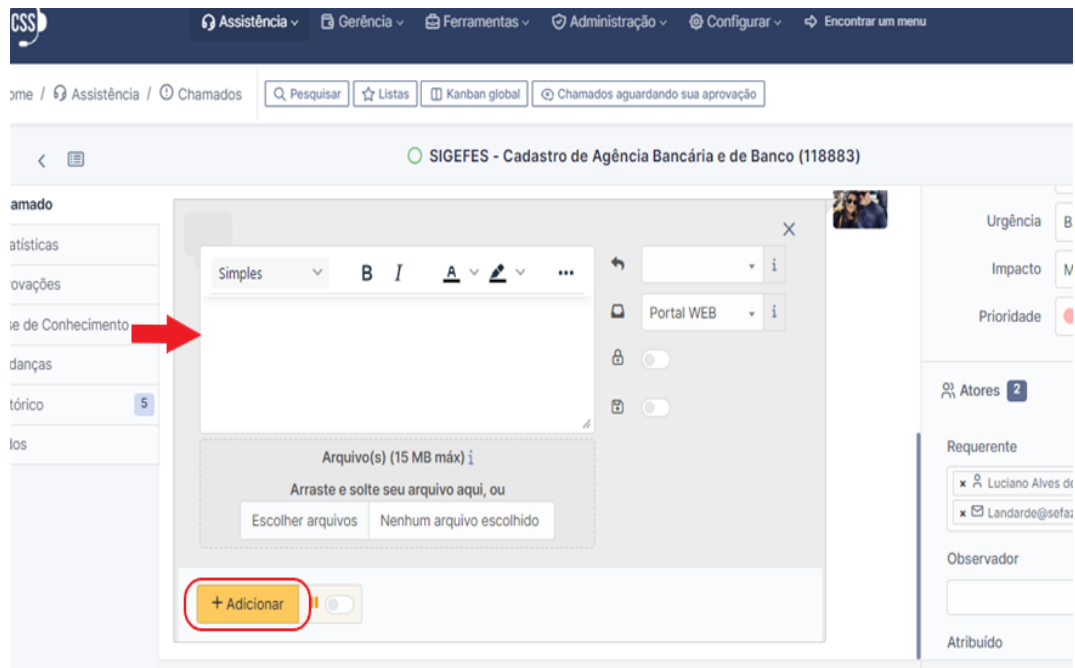 CSS
Assistência
Gerência
Ferramentas
Administração
Configurar
Encontrar um menu
ome / Assistência / Chamados
Pesquisar
Listas
Kanban global
Chamados aguardando sua aprovação
SIGEFES - Cadastro de Agência Bancária e de Banco (118883)
amado
atísticas
rovações
se de Conhecimento
danças
tórico 5
dos
Simples
B I A
Portal WEB
Arquivo(s) (15 MB máx)
Arraste e solte seu arquivo aqui, ou
Escolher arquivos Nenhum arquivo escolhido
+ Adicionar
Urgência B
Impacto M
Prioridade
Atores 2
Requerente
x Luciano Alves de
x Landarde@sefaz
Observador
Atribuído